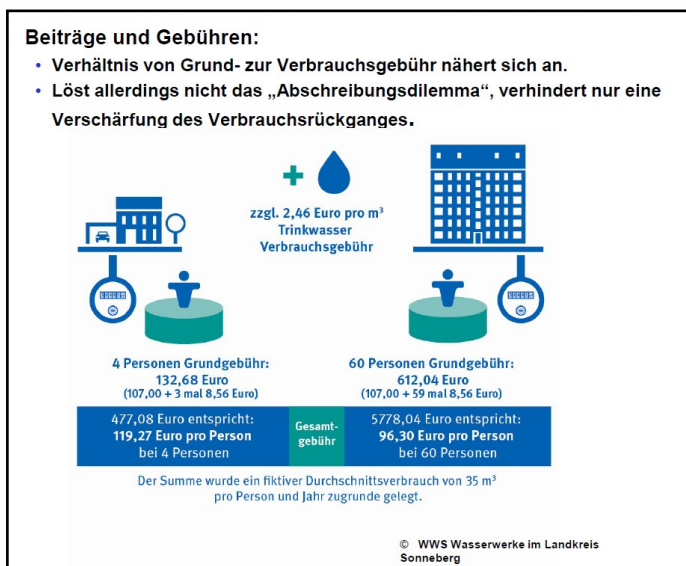 Beiträge und Gebühren:
• Verhältnis von Grund- zur Verbrauchsgebühr nähert sich an.
• Löst allerdings nicht das „Abschreibungsdilemma“, verhindert nur eine
Verschärfung des Verbrauchsrückganges.
zzgl. 2,46 Euro pro m³
Trinkwasser
Verbrauchsgebühr
4 Personen Grundgebühr:
132,68 Euro
(107,00 + 3 mal 8,56 Euro)
60 Personen Grundgebühr:
612,04 Euro
(107,00 + 59 mal 8,56 Euro)
477,08 Euro entspricht:
119,27 Euro pro Person
bei 4 Personen
Gesamt-
gebühr
5778,04 Euro entspricht:
96,30 Euro pro Person
bei 60 Personen
Der Summe wurde ein fiktiver Durchschnittsverbrauch von 35 m³
pro Person und Jahr zugrunde gelegt.
© WWS Wasserwerke im Landkreis
Sonneberg